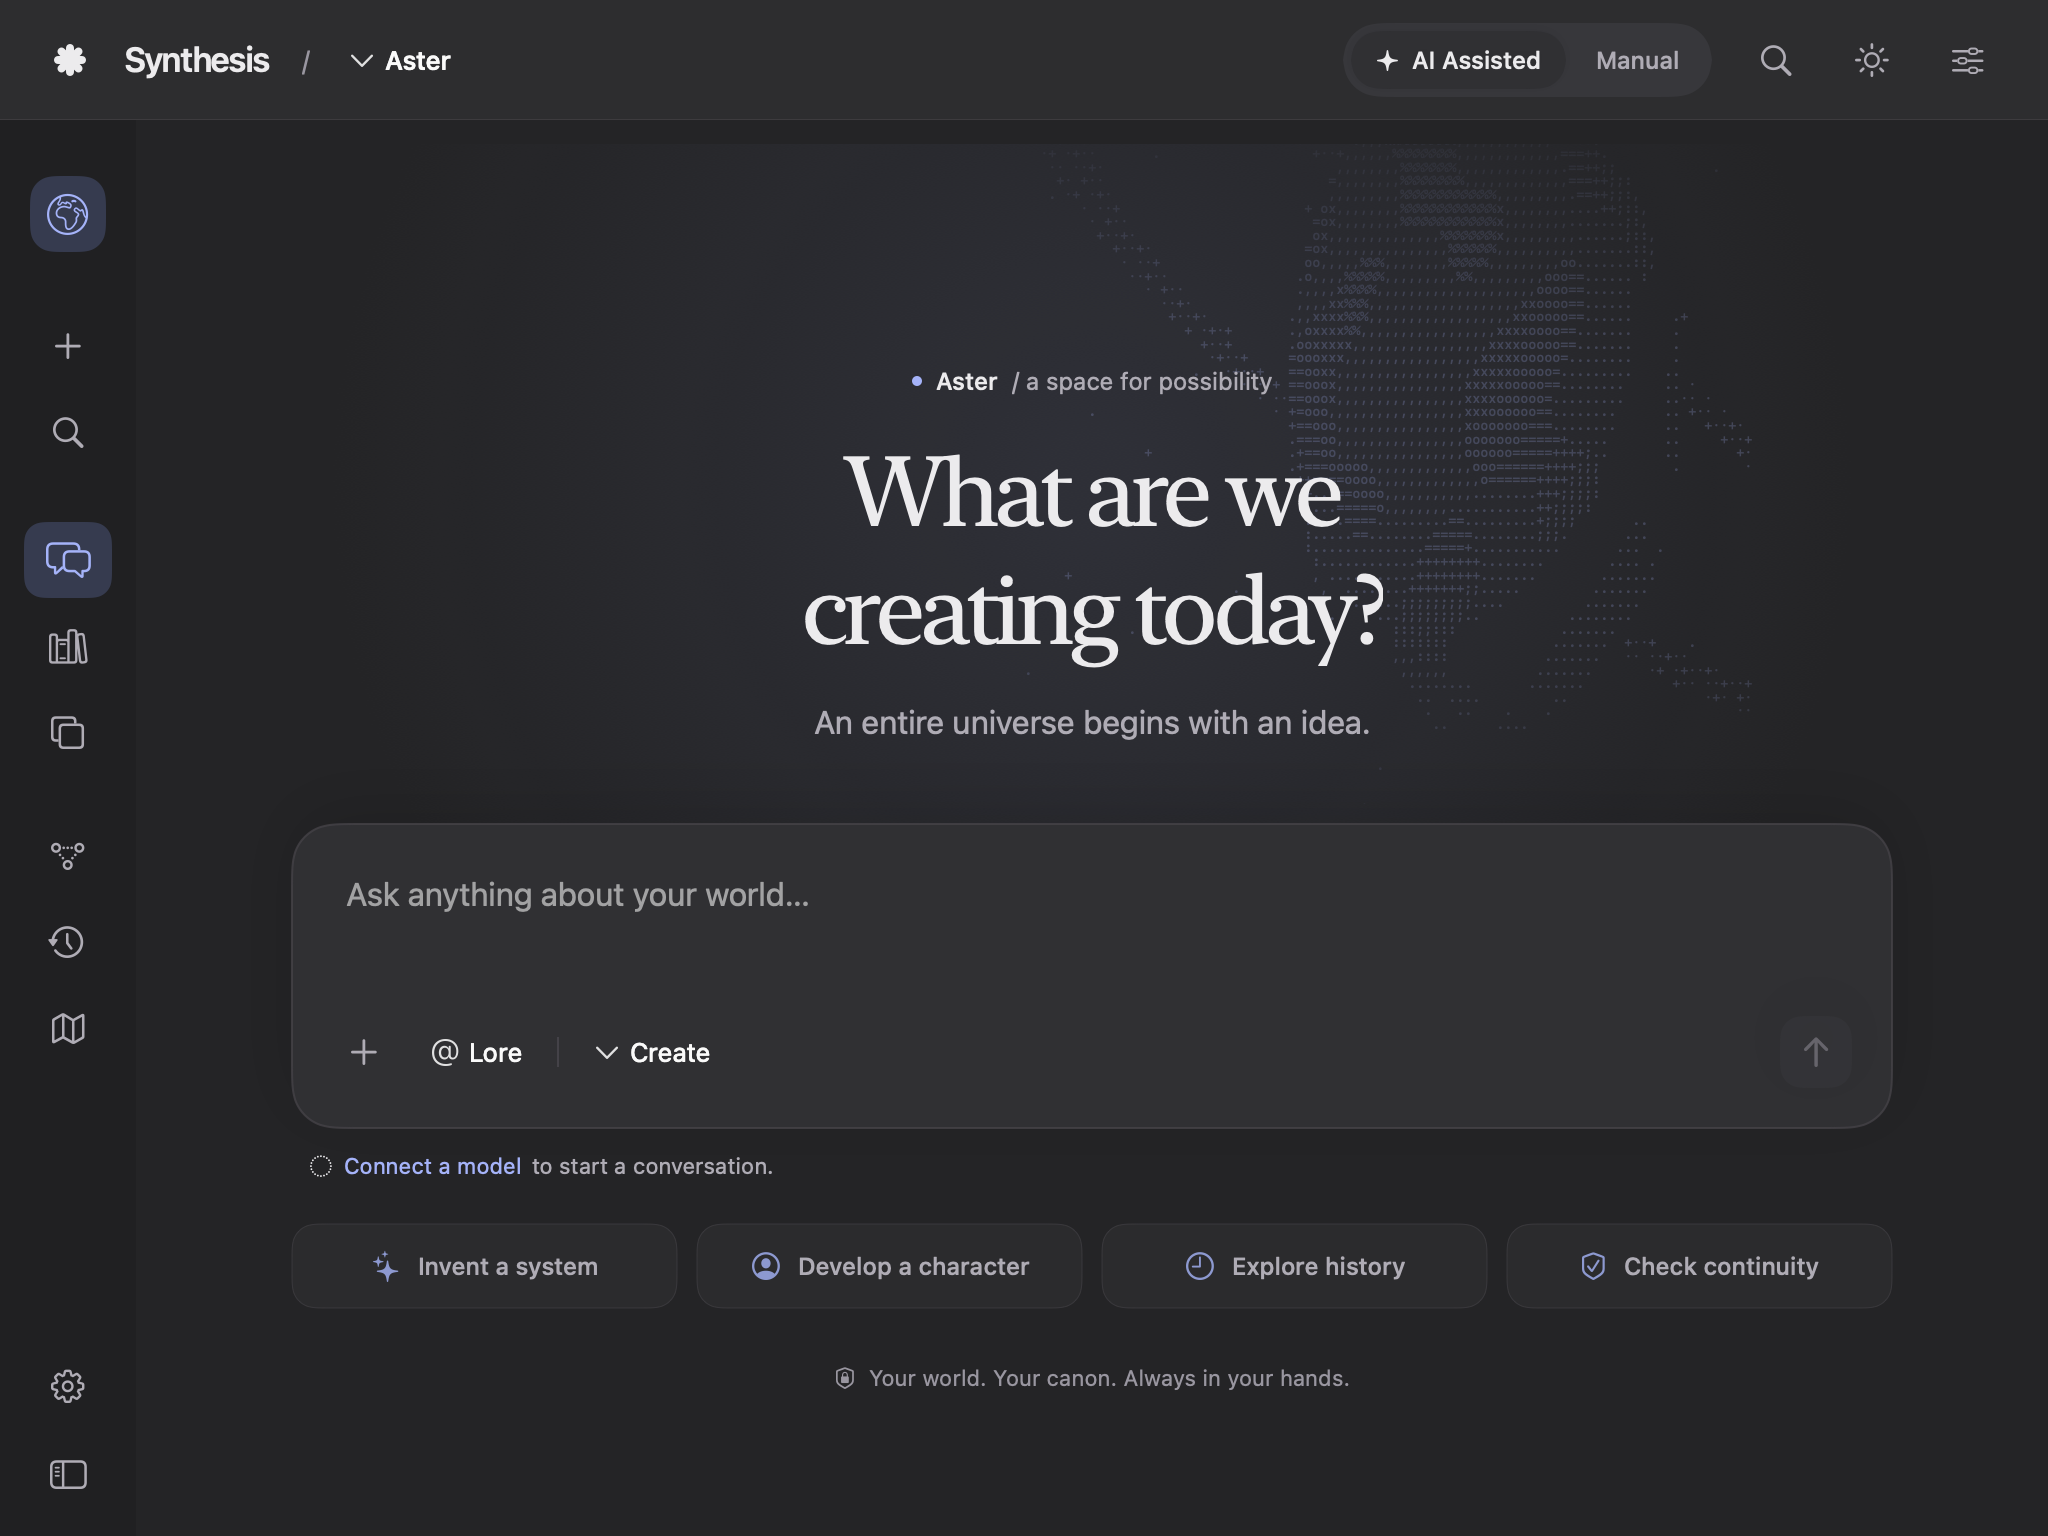 Synthesis / Aster
AI Assisted
Manual
Aster / a space for possibility
What are we
creating today?
An entire universe begins with an idea.
Ask anything about your world...
@ Lore
Create
Connect a model to start a conversation.
Invent a system
Develop a character
Explore history
Check continuity
Your world. Your canon. Always in your hands.